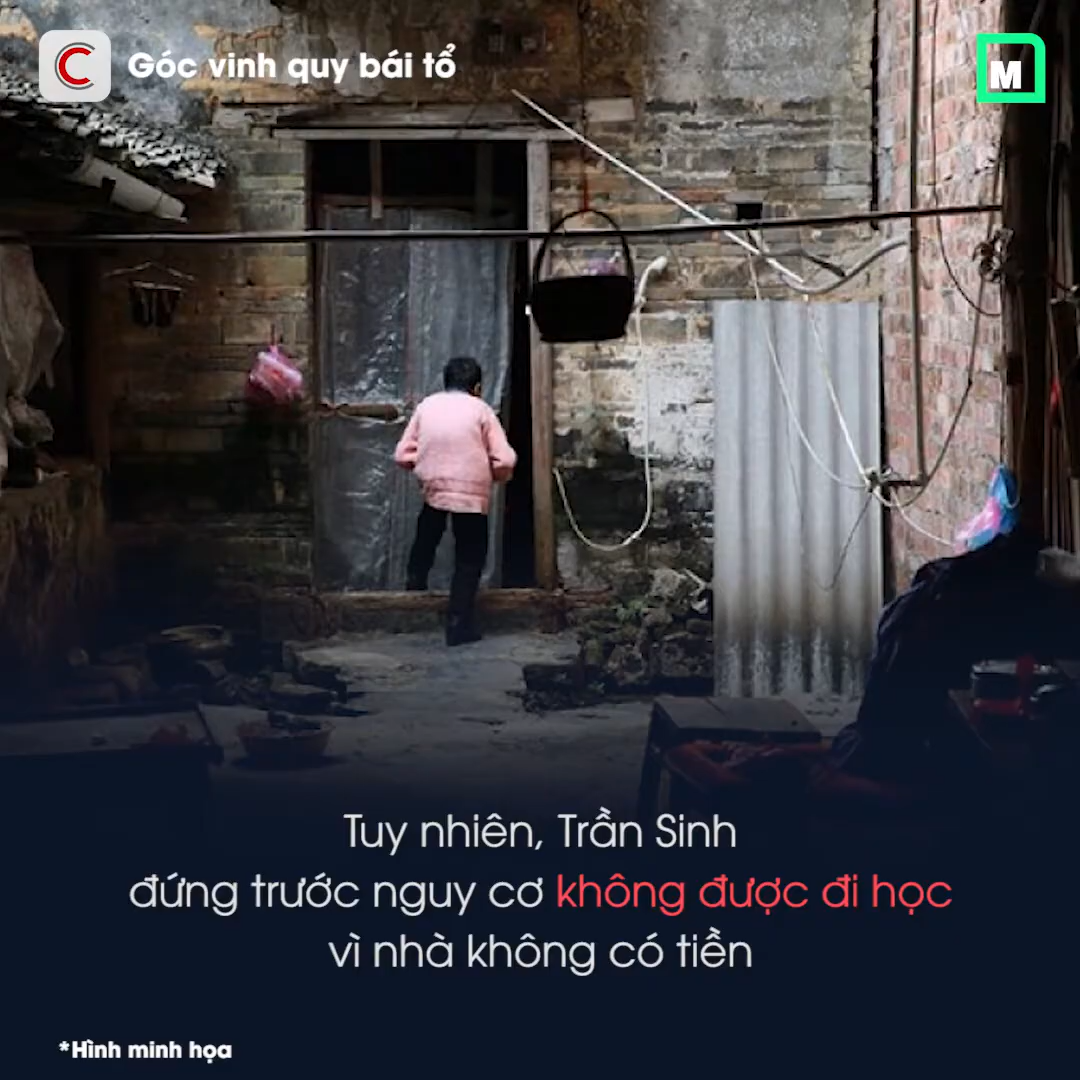 C
Góc vinh quy bái tổ
M
Tuy nhiên, Trần Sinh
đứng trước nguy cơ không được đi học
vì nhà không có tiền
*Hình minh họa